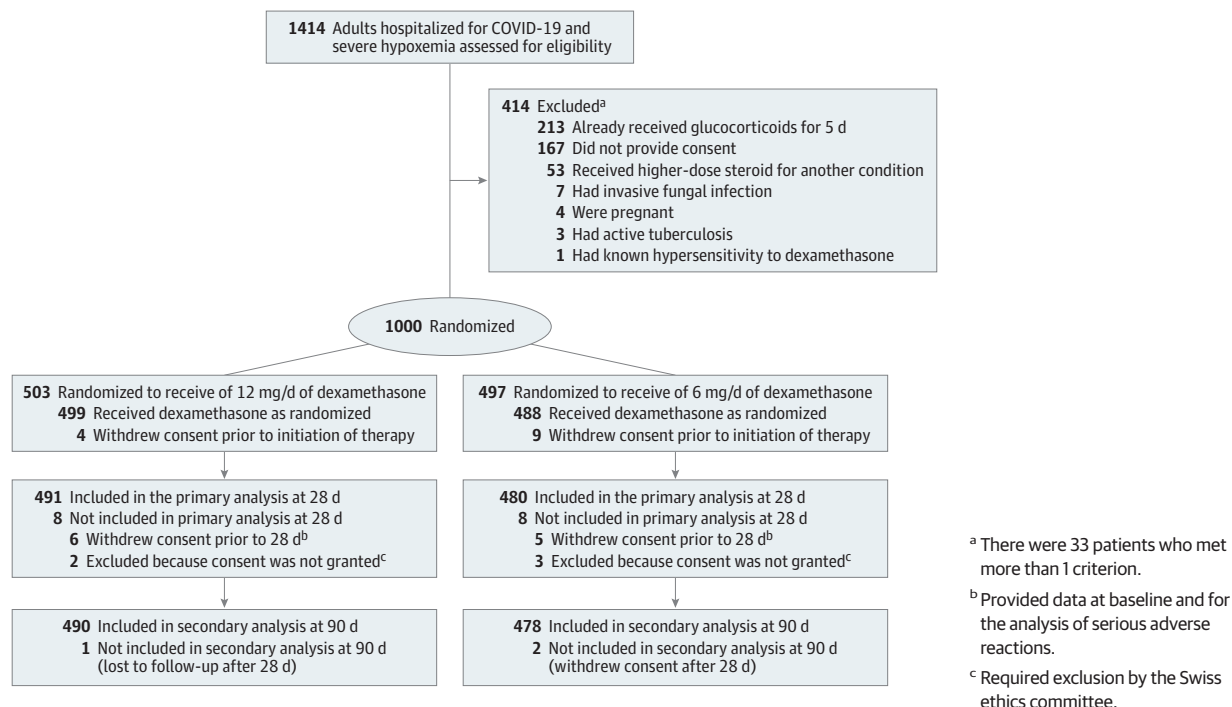 1414 Adults hospitalized for COVID-19 and
severe hypoxemia assessed for eligibility
414 Excludedᵃ
213 Already received glucocorticoids for 5 d
167 Did not provide consent
53 Received higher-dose steroid for another condition
7 Had invasive fungal infection
4 Were pregnant
3 Had active tuberculosis
1 Had known hypersensitivity to dexamethasone
1000 Randomized
503 Randomized to receive of 12 mg/d of dexamethasone
499 Received dexamethasone as randomized
4 Withdrew consent prior to initiation of therapy
497 Randomized to receive of 6 mg/d of dexamethasone
488 Received dexamethasone as randomized
9 Withdrew consent prior to initiation of therapy
491 Included in the primary analysis at 28 d
8 Not included in primary analysis at 28 d
6 Withdrew consent prior to 28 dᵇ
2 Excluded because consent was not grantedᶜ
480 Included in the primary analysis at 28 d
8 Not included in primary analysis at 28 d
5 Withdrew consent prior to 28 dᵇ
3 Excluded because consent was not grantedᶜ
490 Included in secondary analysis at 90 d
1 Not included in secondary analysis at 90 d
(lost to follow-up after 28 d)
478 Included in secondary analysis at 90 d
2 Not included in secondary analysis at 90 d
(withdrew consent after 28 d)
ᵃ There were 33 patients who met
more than 1 criterion.
ᵇ Provided data at baseline and for
the analysis of serious adverse
reactions.
ᶜ Required exclusion by the Swiss
ethics committee.